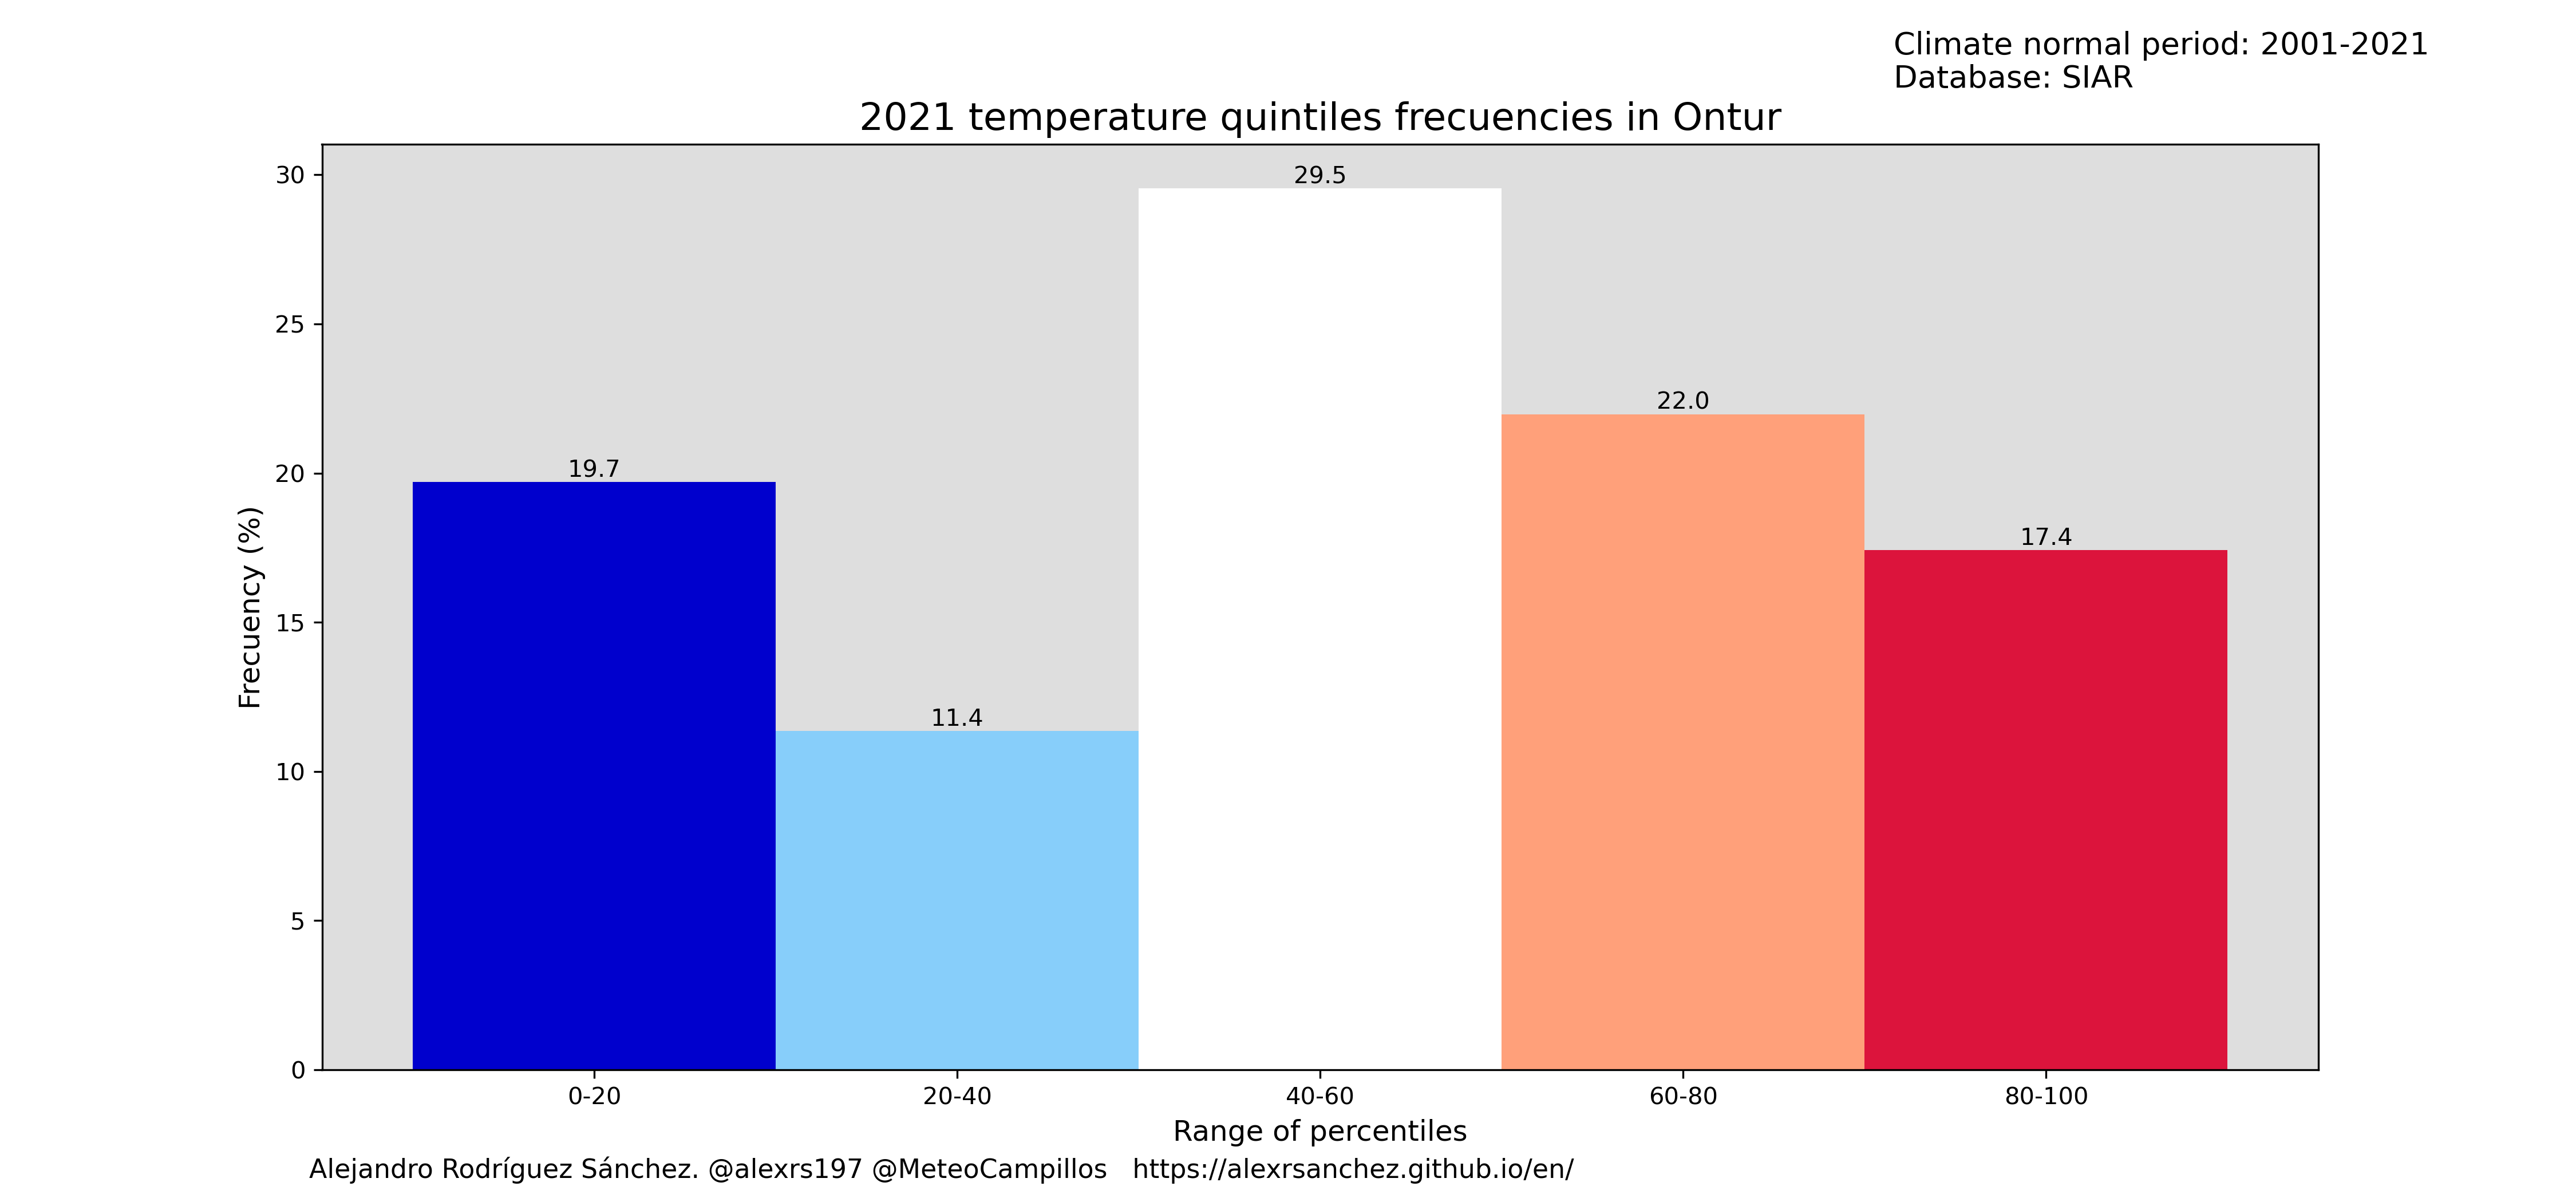 Climate normal period: 2001-2021
Database: SIAR
2021 temperature quintiles frecuencies in Ontur
Frecuency (%)
30
25
20
15
10
5
0
19.7
11.4
29.5
22.0
17.4
0-20
20-40
40-60
60-80
80-100
Range of percentiles
Alejandro Rodríguez Sánchez. @alexrs197 @MeteoCampillos https://alexrsanchez.github.io/en/